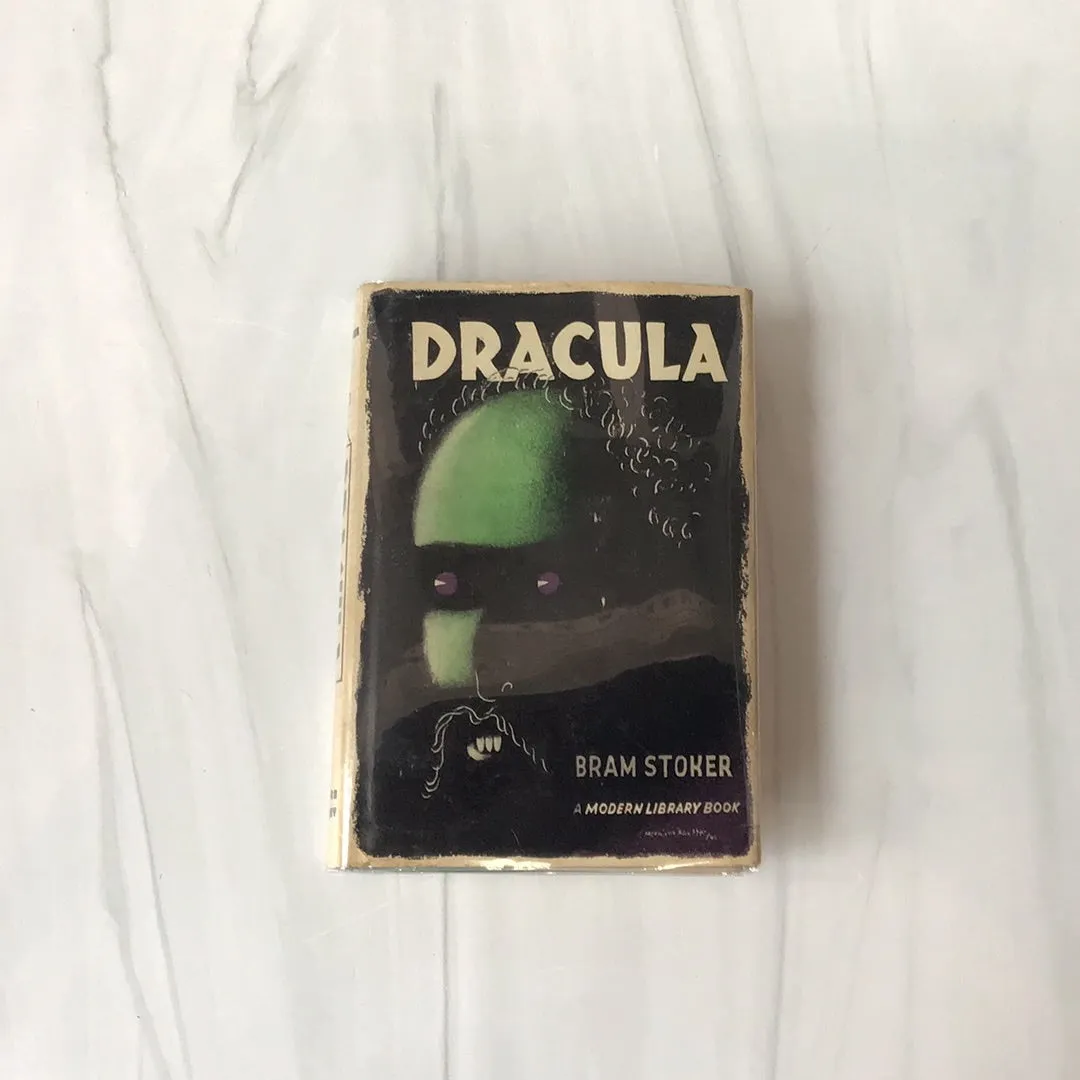 DRACULA
BRAM STOKER
A MODERN LIBRARY BOOK